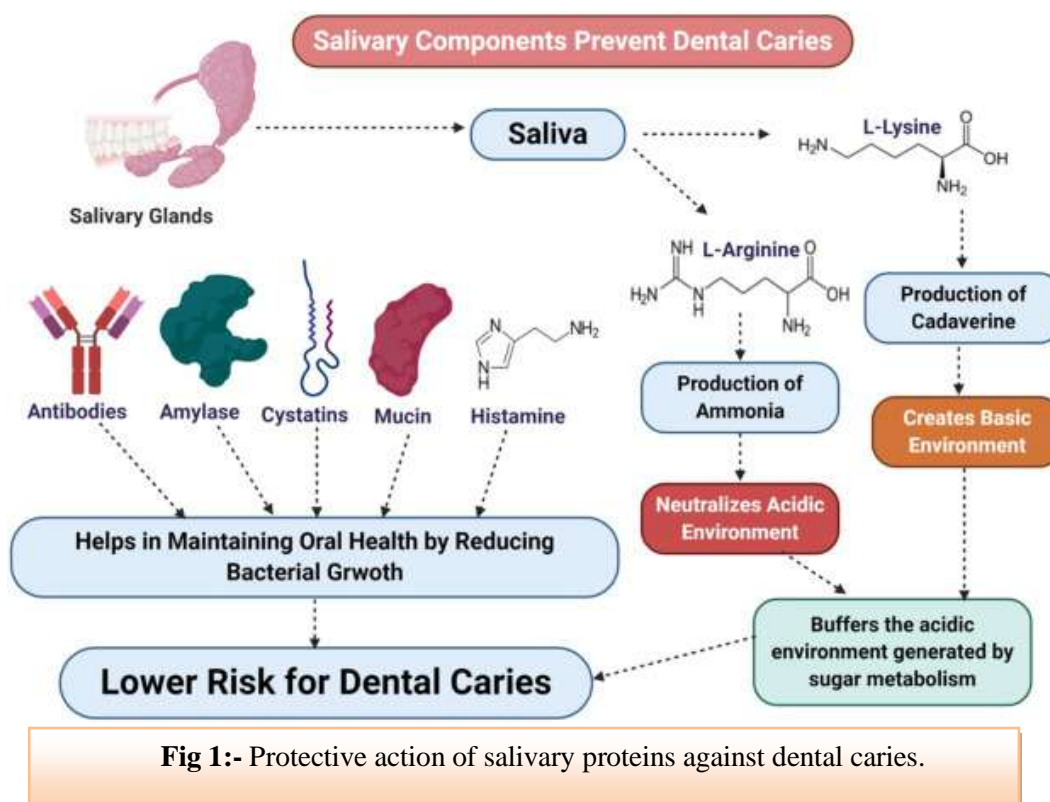 Salivary Components Prevent Dental Caries
Saliva
L-Lysine
O
H₂N
OH
NH₂
Salivary Glands
NH
L-Arginine
O
H₂N
N
H
OH
NH₂
Production of
Cadaverine
N
NH₂
N
H
Antibodies
Amylase
Cystatins
Mucin
Histamine
Production of
Ammonia
Creates Basic
Environment
Neutralizes Acidic
Environment
Helps in Maintaining Oral Health by Reducing
Bacterial Grwoth
Buffers the acidic
environment generated by
sugar metabolism
Lower Risk for Dental Caries
Fig 1:- Protective action of salivary proteins against dental caries.